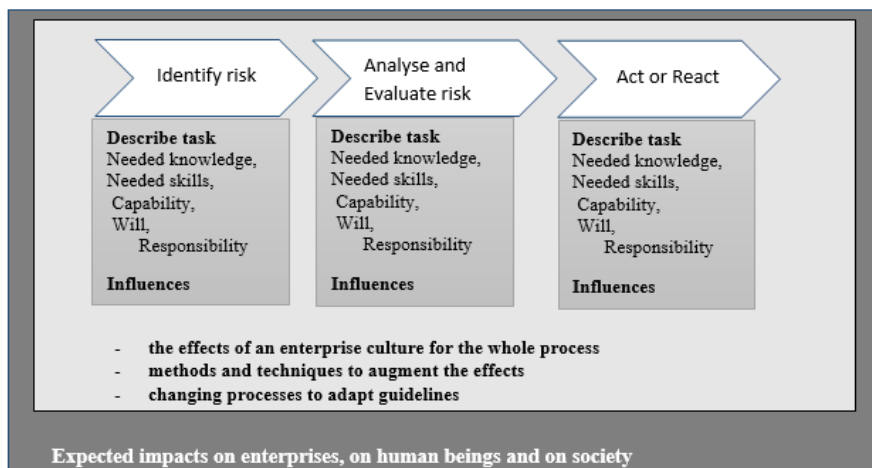 Identify risk
Analyse and
Evaluate risk
Act or React
Describe task
Needed knowledge,
Needed skills,
Capability,
Will,
Responsibility
Influences
Describe task
Needed knowledge,
Needed skills,
Capability,
Will,
Responsibility
Influences
Describe task
Needed knowledge,
Needed skills,
Capability,
Will,
Responsibility
Influences
- the effects of an enterprise culture for the whole process
- methods and techniques to augment the effects
- changing processes to adapt guidelines
Expected impacts on enterprises, on human beings and on society